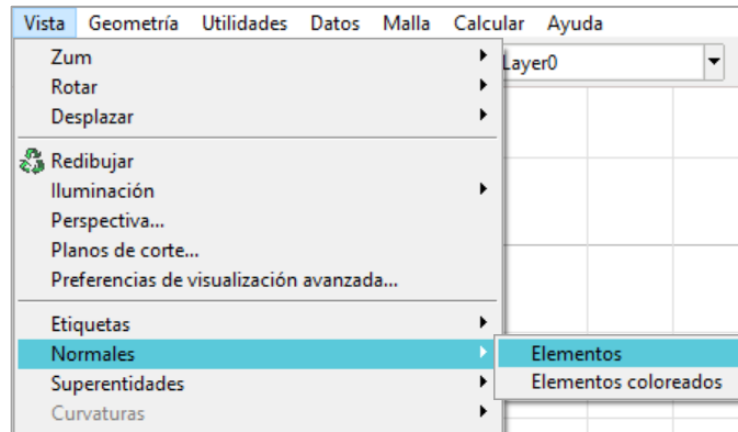 Vista Geometría Utilidades Datos Malla Calcular Ayuda
Zum
Layer0
Rotar
Desplazar
Redibujar
Iluminación
Perspectiva...
Planos de corte...
Preferencias de visualización avanzada...
Etiquetas
Normales
Elementos
Superentidades
Elementos coloreados
Curvaturas